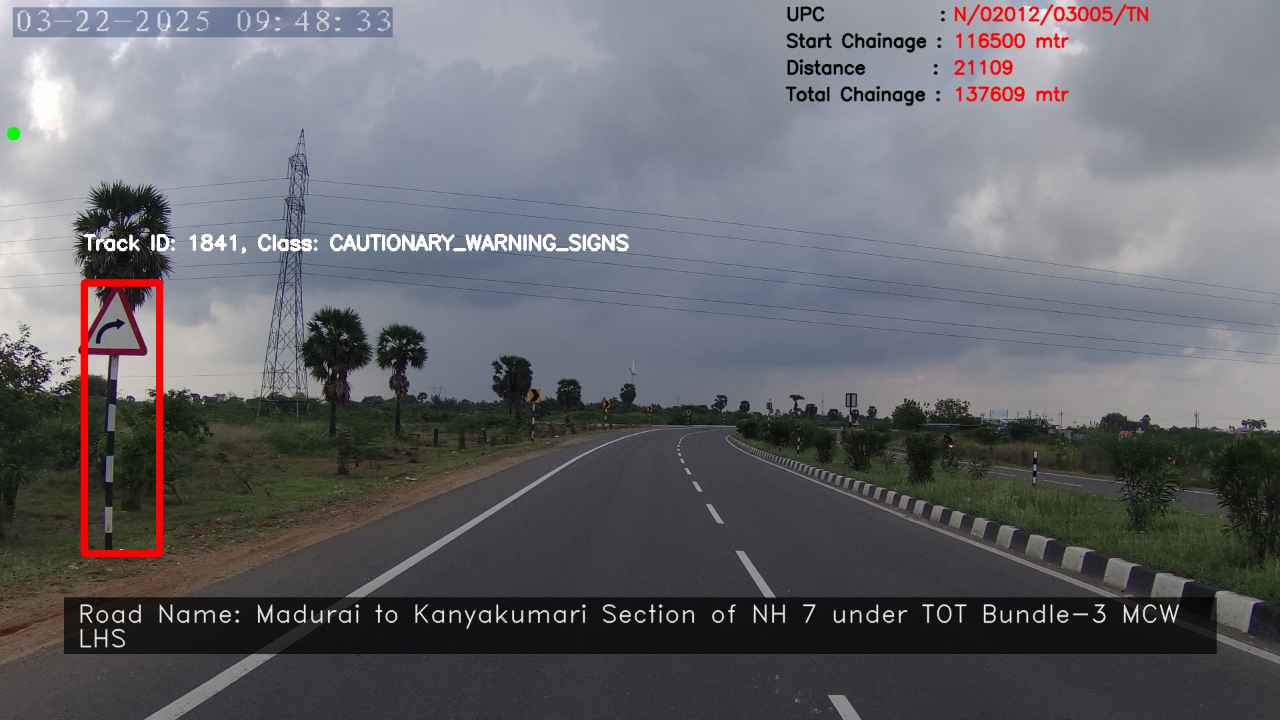 03-22-2025 09:48:33
UPC : N/02012/03005/TN
Start Chainage : 116500 mtr
Distance : 21109
Total Chainage : 137609 mtr
Track ID: 1841, Class: CAUTIONARY_WARNING_SIGNS
Road Name: Madurai to Kanyakumari Section of NH 7 under TOT Bundle-3 MCW
LHS